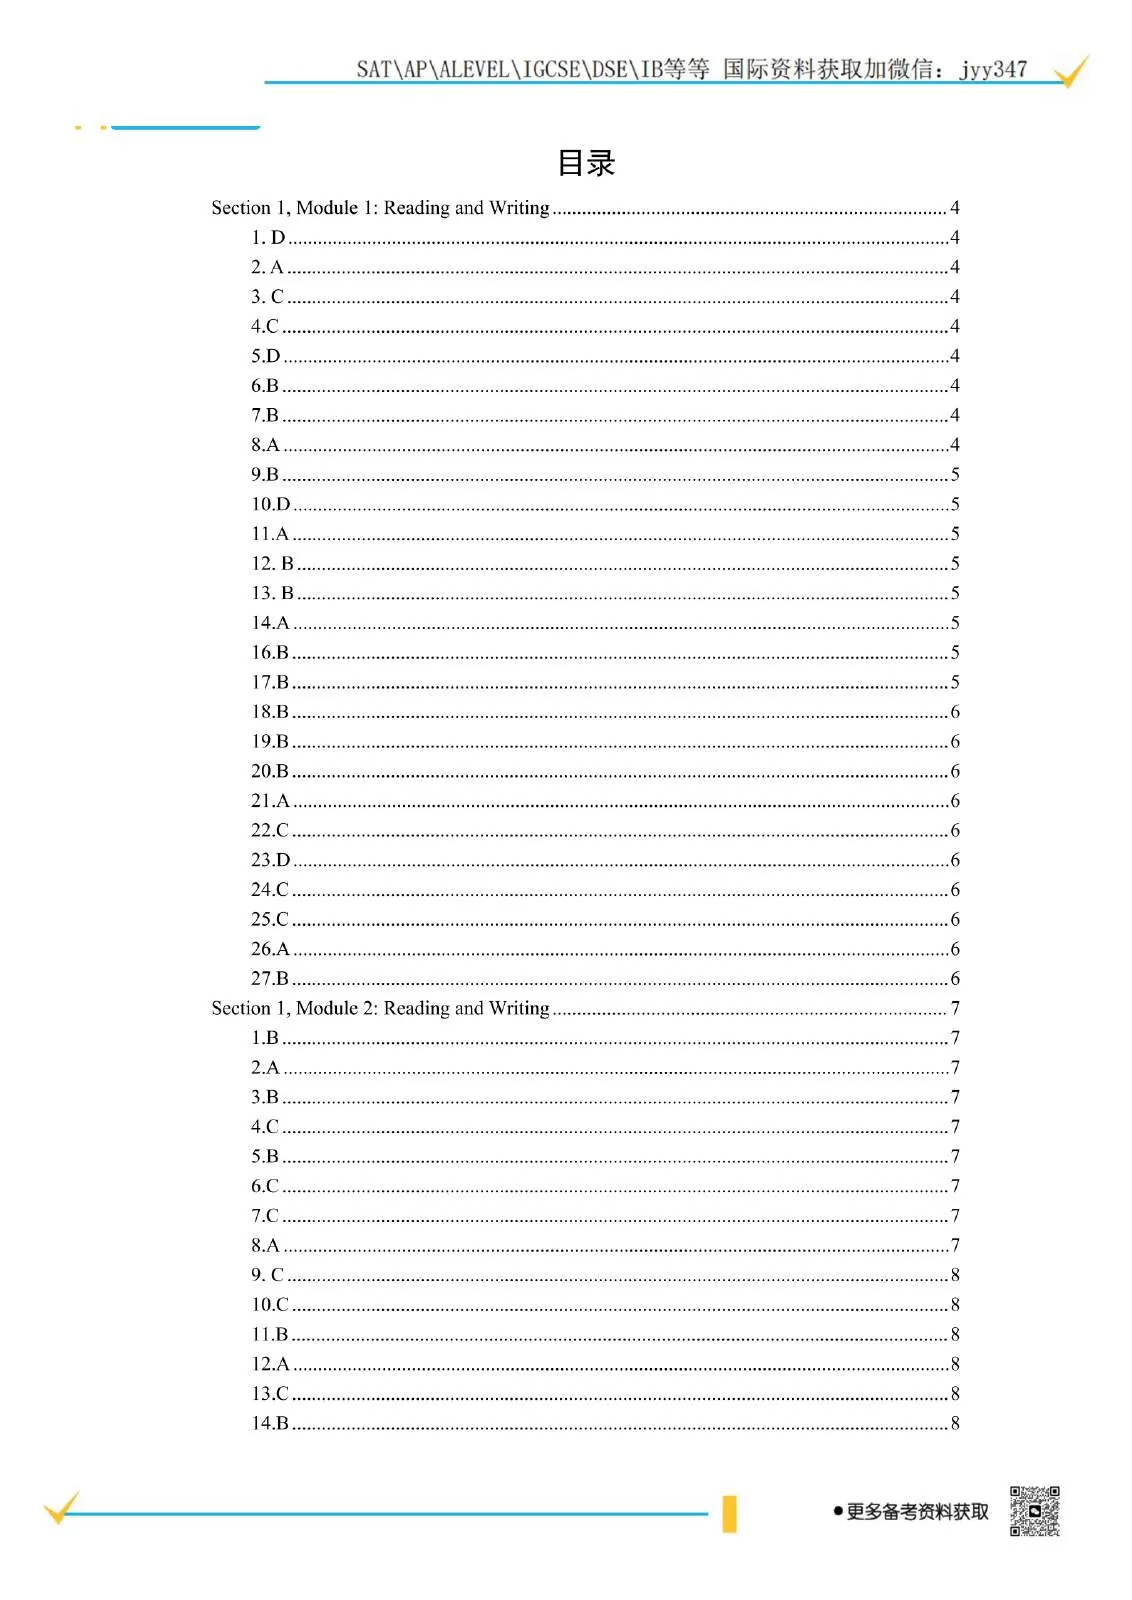 SAT\AP\ALEVEL\IGCSE\DSE\IB等等 国际资料获取加微信：jyy347
目录
Section 1, Module 1: Reading and Writing 4
1. D 4
2. A 4
3. C 4
4.C 4
5.D 4
6.B 4
7.B 4
8.A 4
9.B 5
10.D 5
11.A 5
12. B 5
13. B 5
14.A 5
16.B 5
17.B 5
18.B 6
19.B 6
20.B 6
21.A 6
22.C 6
23.D 6
24.C 6
25.C 6
26.A 6
27.B 6
Section 1, Module 2: Reading and Writing 7
1.B 7
2.A 7
3.B 7
4.C 7
5.B 7
6.C 7
7.C 7
8.A 7
9. C 8
10.C 8
11.B 8
12.A 8
13.C 8
14.B 8
●更多备考资料获取